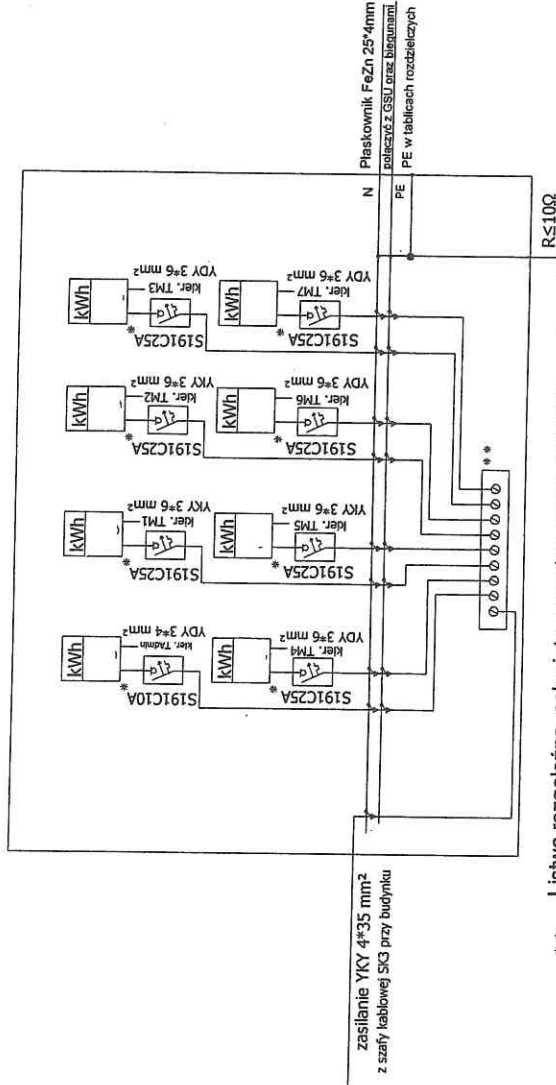 kWh
kWh
kWh
kWh
kier. TAdmin
YDY 3*4 mm²
S191C10A
*
kier. TM1
YKY 3*6 mm²
S191C25A
*
kier. TM2
YKY 3*6 mm²
S191C25A
*
kier. TM3
YDY 3*6 mm²
S191C25A
*
kWh
kWh
kWh
kWh
kier. TM4
YDY 3*6 mm²
S191C25A
*
kier. TM5
YKY 3*6 mm²
S191C25A
*
kier. TM6
YDY 3*6 mm²
S191C25A
*
kier. TM7
YDY 3*6 mm²
S191C25A
*
N
PE
Płaskownik FeZn 25*4mm
połączyć z GSU oraz biegunami
PE w tablicach rozdzielczych
R≤10Ω
zasilanie YKY 4*35 mm²
z szafy kablowej SK3 przy budynku
* *
Listwa